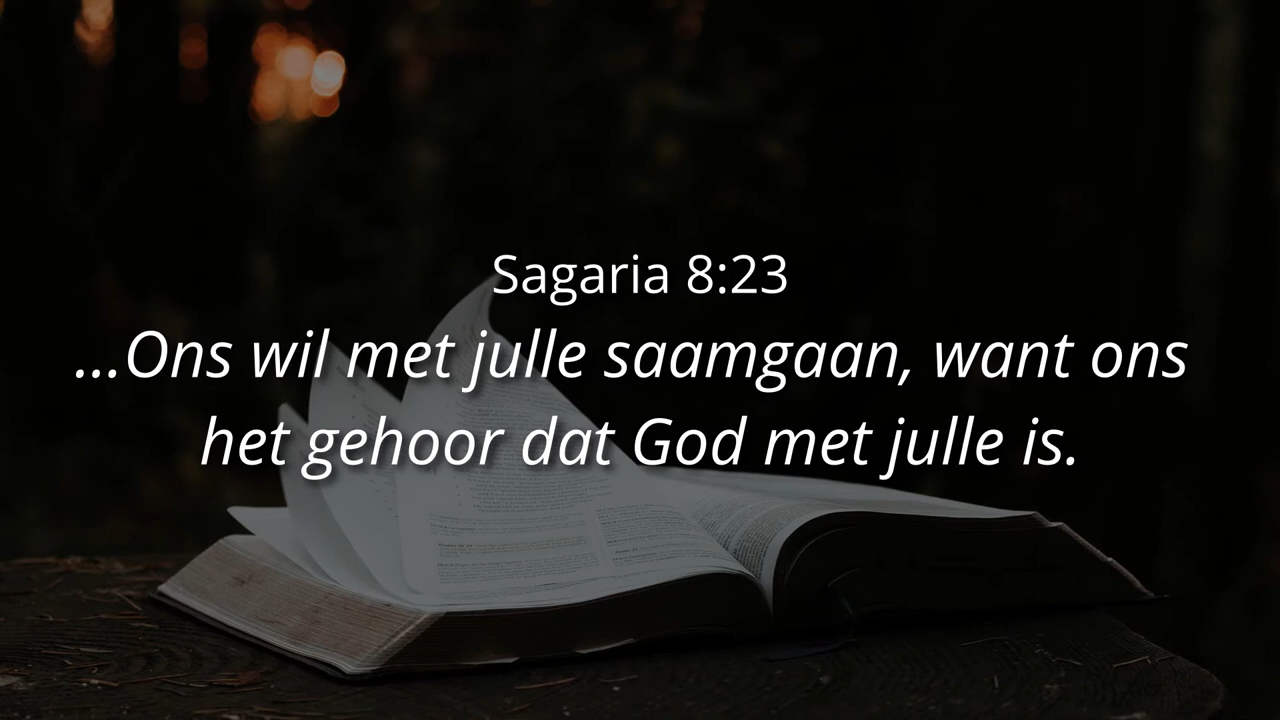 Sagaria 8:23
...Ons wil met julle saamgaan, want ons
het gehoor dat God met julle is.